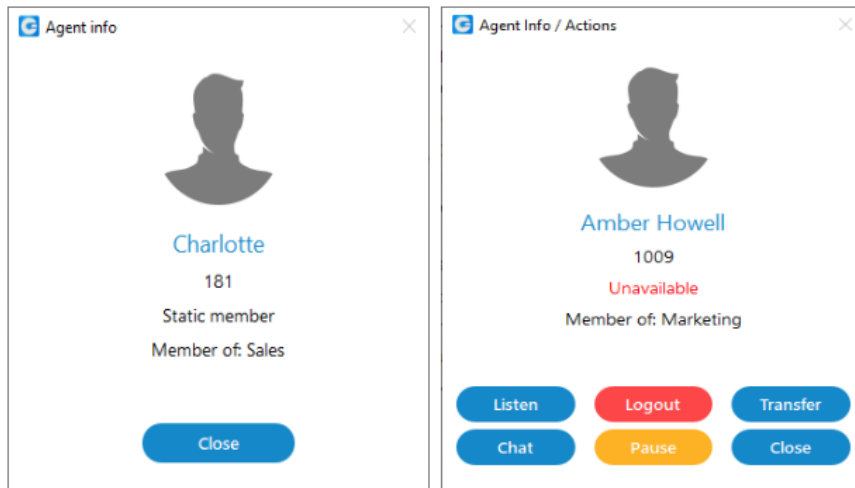 Agent info
Charlotte
181
Static member
Member of: Sales
Close
Agent Info / Actions
Amber Howell
1009
Unavailable
Member of: Marketing
Listen Logout Transfer
Chat Pause Close